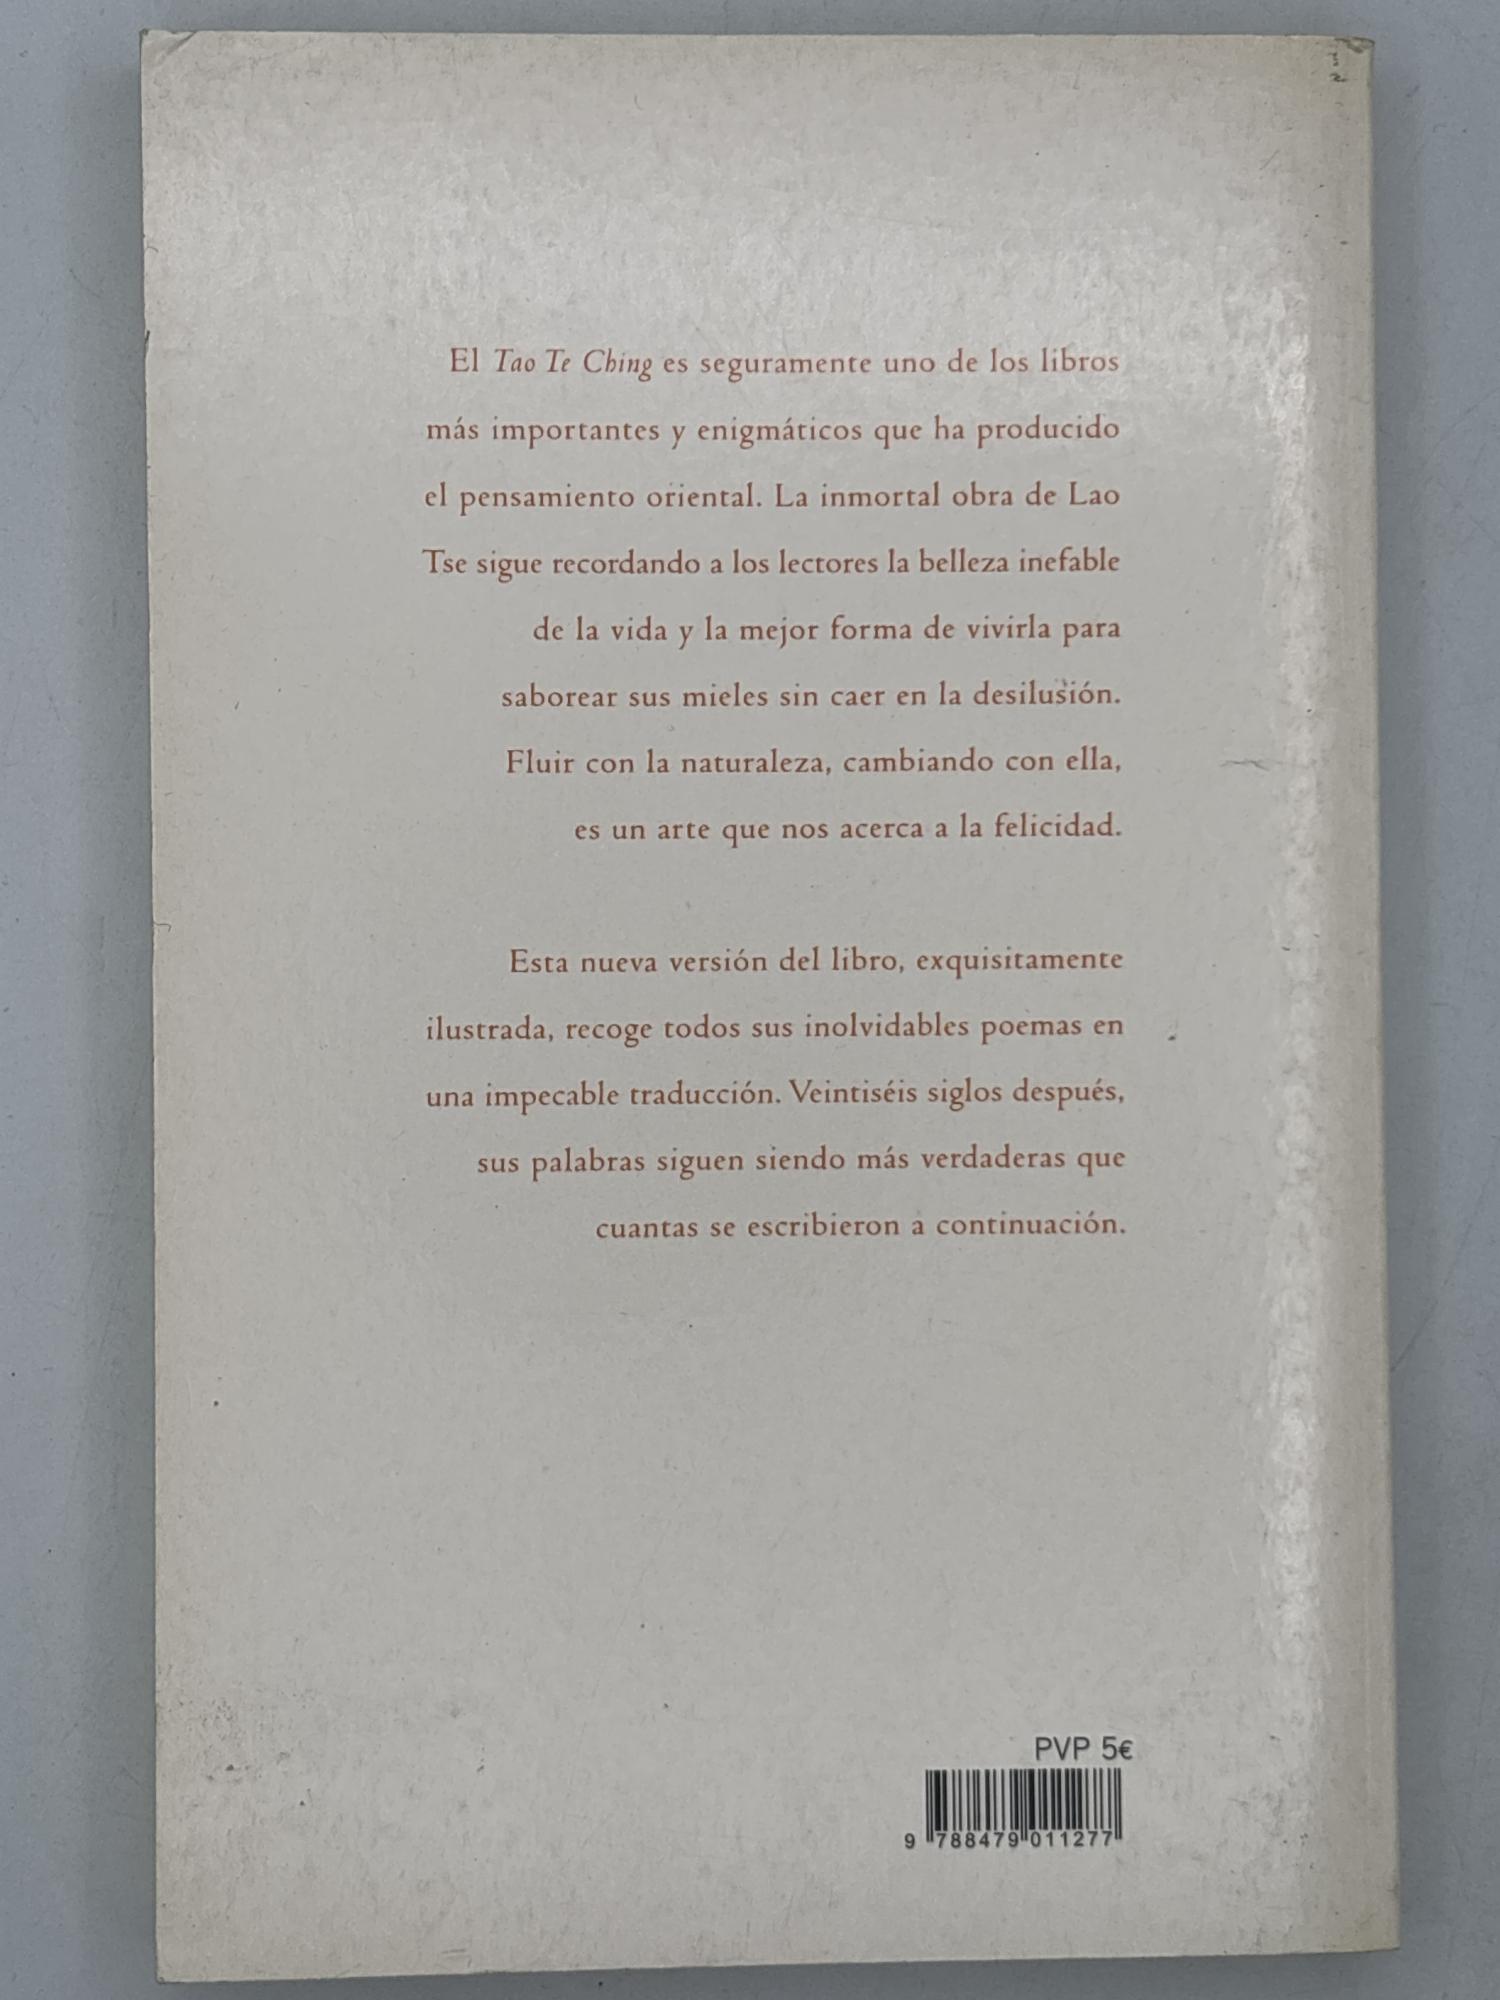 El Tao Te Ching es seguramente uno de los libros
más importantes y enigmáticos que ha producido
el pensamiento oriental. La inmortal obra de Lao
Tse sigue recordando a los lectores la belleza inefable
de la vida y la mejor forma de vivirla para
saborear sus mieles sin caer en la desilusión.
Fluir con la naturaleza, cambiando con ella,
es un arte que nos acerca a la felicidad.
Esta nueva versión del libro, exquisitamente
ilustrada, recoge todos sus inolvidables poemas en
una impecable traducción. Veintiséis siglos después,
sus palabras siguen siendo más verdaderas que
cuantas se escribieron a continuación.
PVP 5€
9 788479 011277